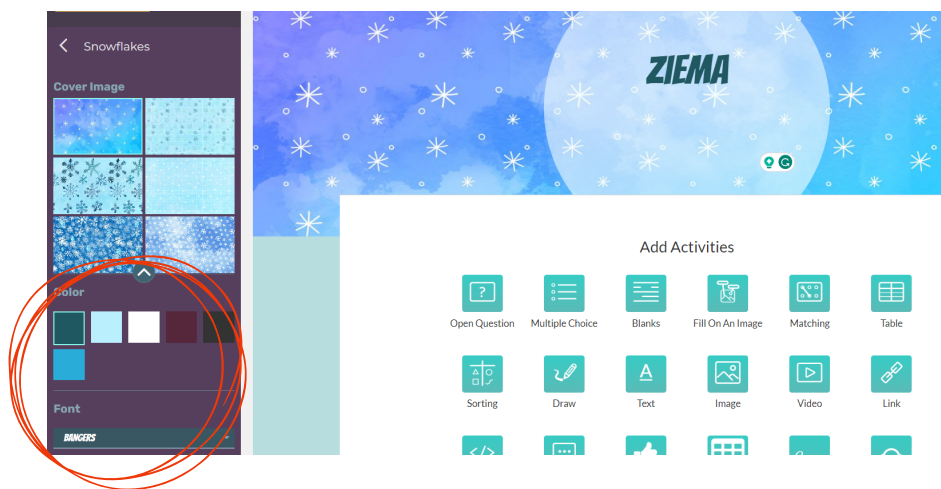 Snowflakes
Cover Image
Color
Font
BANGERS
ZIEMA
Add Activities
Open Question
Multiple Choice
Blanks
Fill On An Image
Matching
Table
Sorting
Draw
Text
Image
Video
Link